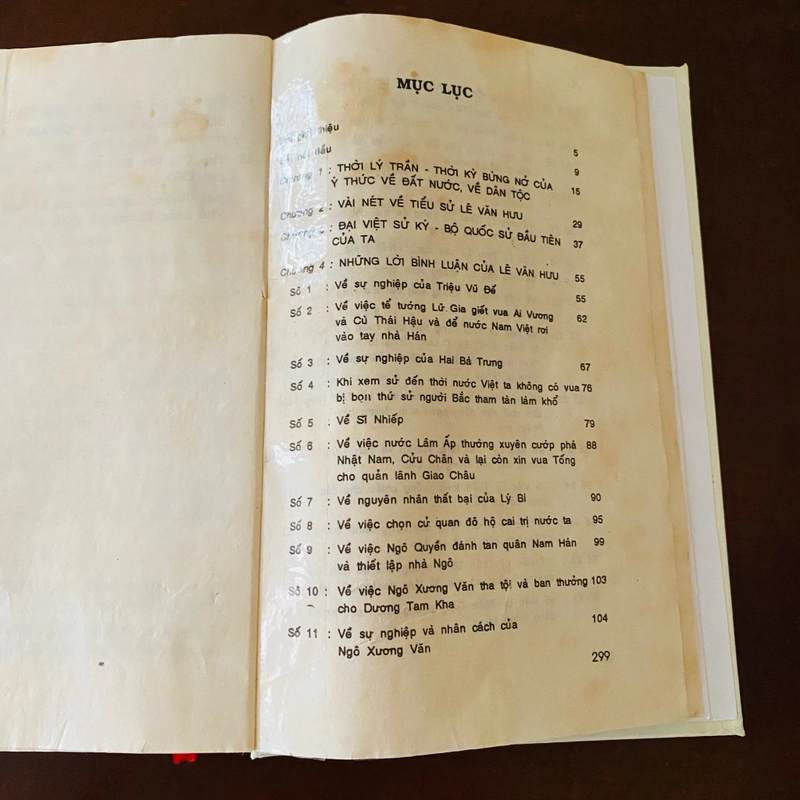 MỤC LỤC
thiệu 5
đầu 9
Chương 1 : THỜI LÝ TRẦN - THỜI KỲ BỪNG NỞ CỦA
Ý THỨC VỀ ĐẤT NƯỚC, VỀ DÂN TỘC 15
Chương 2 : VÀI NÉT VỀ TIỂU SỬ LÊ VĂN HƯU 29
Chương 3 : ĐẠI VIỆT SỬ KÝ - BỘ QUỐC SỬ ĐẦU TIÊN 37
CỦA TA
Chương 4 : NHỮNG LỜI BÌNH LUẬN CỦA LÊ VĂN HƯU 55
Số 1 : Về sự nghiệp của Triệu Vũ Đế 55
Số 2 : Về việc tể tướng Lữ Gia giết vua Ai Vương 62
và Cù Thái Hậu và để nước Nam Việt rơi
vào tay nhà Hán
Số 3 : Về sự nghiệp của Hai Bà Trưng 67
Số 4 : Khi xem sử đến thời nước Việt ta không có vua 76
bị bọn thứ sử người Bắc tham tàn làm khổ
Số 5 : Về Sĩ Nhiếp 79
Số 6 : Về việc nước Lâm Ấp thường xuyên cướp phá 88
Nhật Nam, Cửu Chân và lại còn xin vua Tống
cho quản lãnh Giao Châu
Số 7 : Về nguyên nhân thất bại của Lý Bí 90
Số 8 : Về việc chọn cử quan đô hộ cai trị nước ta 95
Số 9 : Về việc Ngô Quyền đánh tan quân Nam Hán 99
và thiết lập nhà Ngô
Số 10 : Về việc Ngô Xương Văn tha tội và ban thưởng 103
cho Dương Tam Kha
Số 11 : Về sự nghiệp và nhân cách của 104
Ngô Xương Văn
299